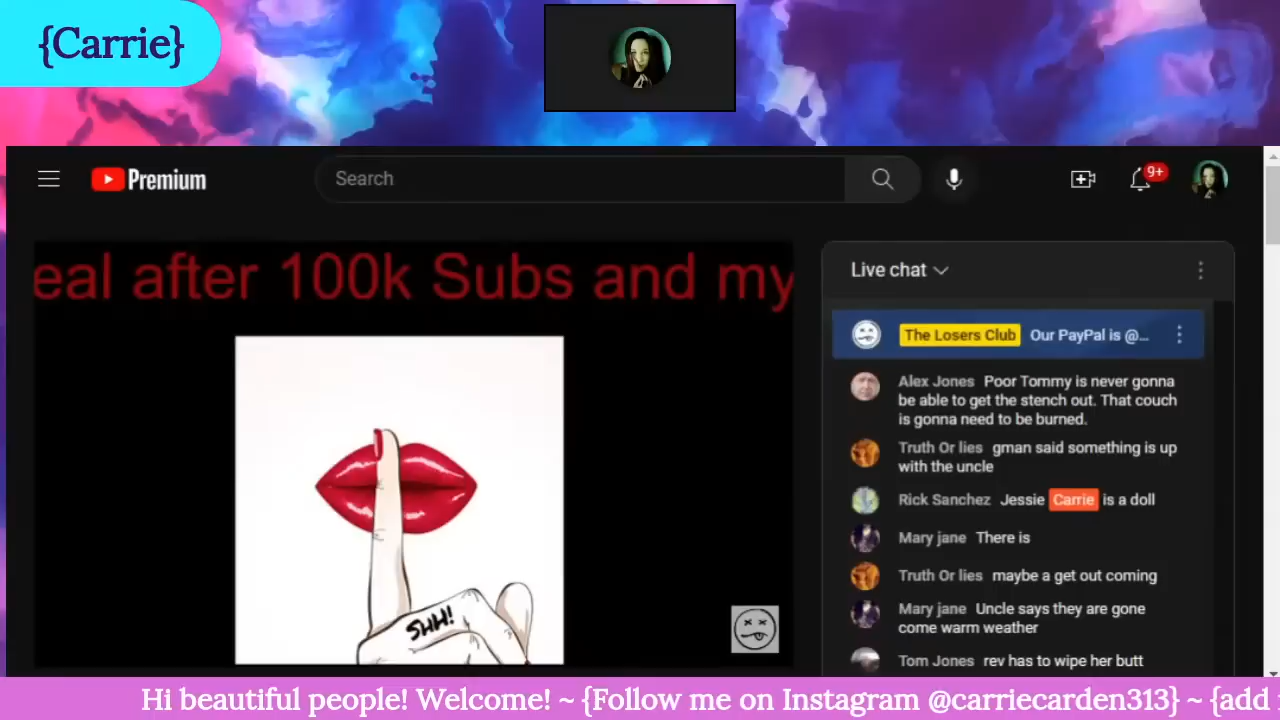 {Carrie}
Premium
Search
9+
eal after 100k Subs and my
SHH!
Live chat
The Losers Club Our PayPal is @...
Alex Jones Poor Tommy is never gonna
be able to get the stench out. That couch
is gonna need to be burned.
Truth Or lies gman said something is up
with the uncle
Rick Sanchez Jessie Carrie is a doll
Mary jane There is
Truth Or lies maybe a get out coming
Mary jane Uncle says they are gone
come warm weather
Tom Jones rev has to wipe her butt
Hi beautiful people! Welcome! ~ {Follow me on Instagram @carriecarden313} ~ {add